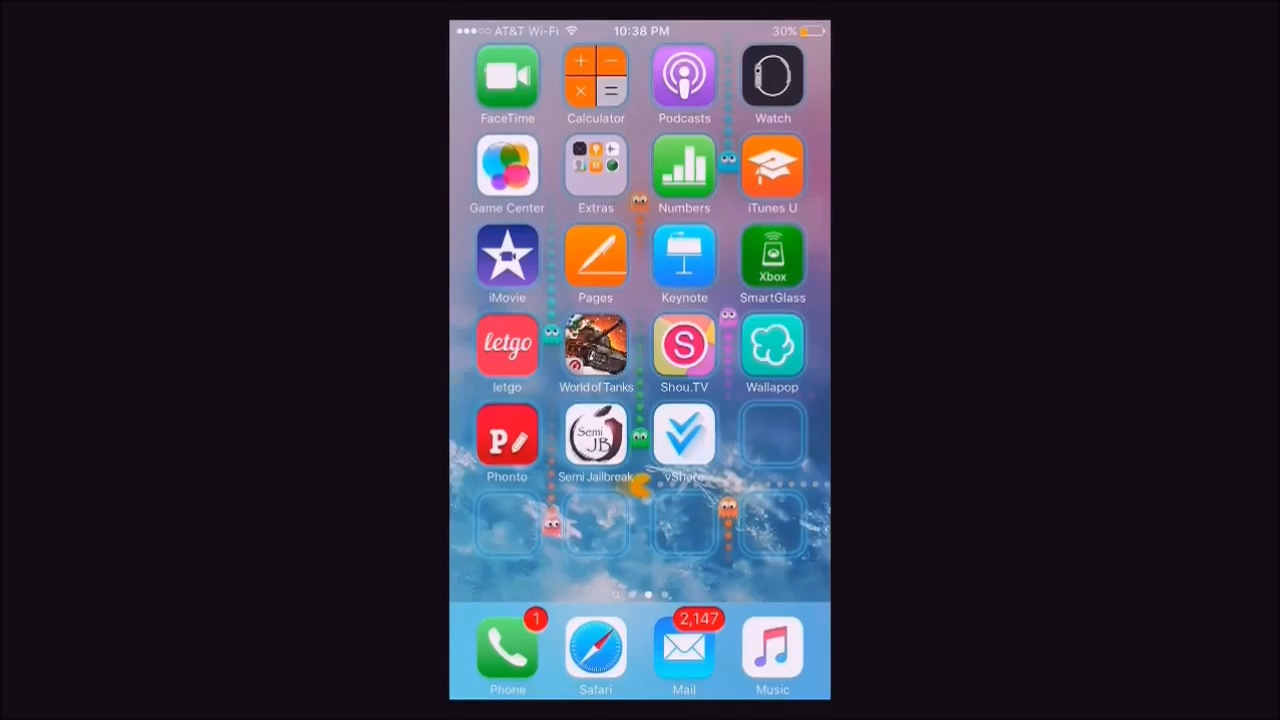 AT&T Wi-Fi 10:38 PM 30%
FaceTime Calculator Podcasts Watch
Game Center Extras Numbers iTunes U
Xbox
iMovie Pages Keynote SmartGlass
letgo S
letgo World of Tanks Shou.TV Wallapop
P Semi JB
Phonto Semi Jailbreak vShare
1 2,147
Phone Safari Mail Music